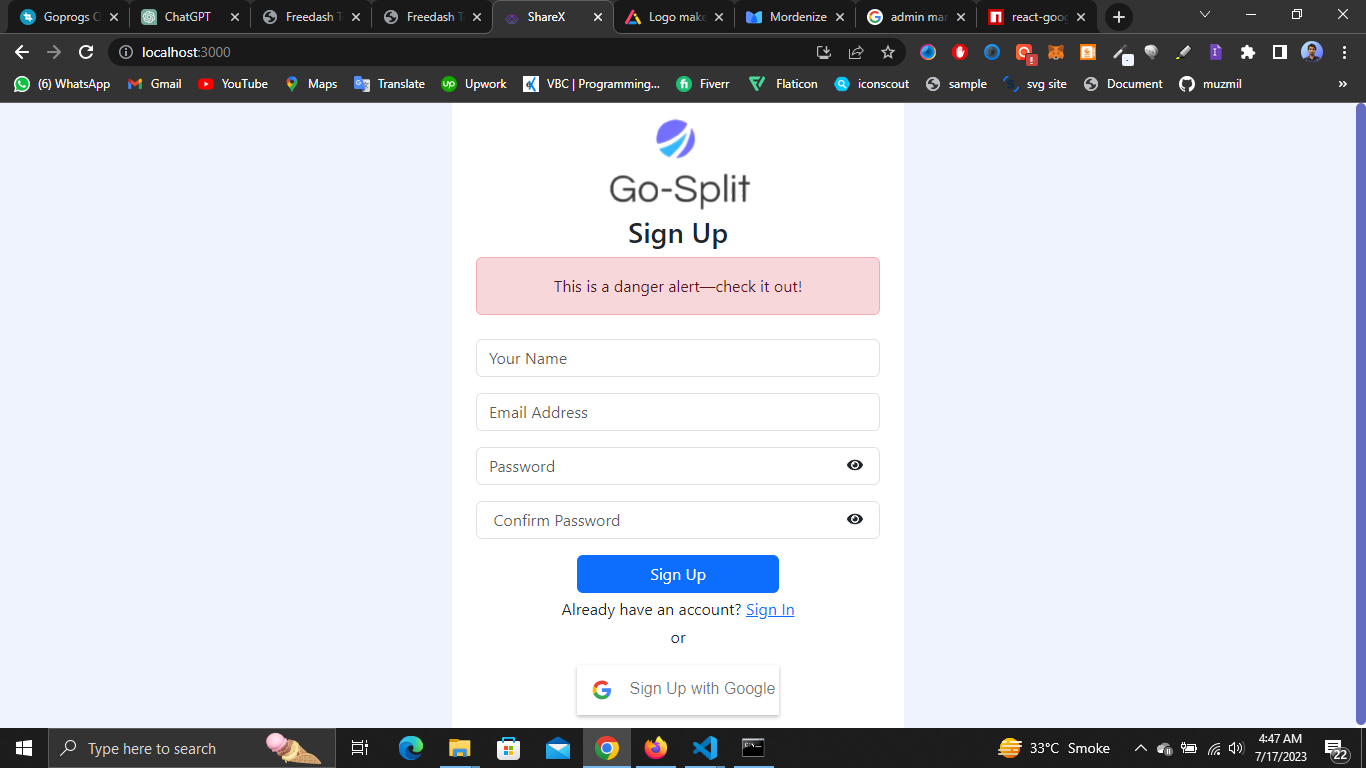 Goprogs C
ChatGPT
Freedash T
Freedash T
ShareX
Logo make
Mordenize
admin mar
react-goog
localhost:3000
(6) WhatsApp
Gmail
YouTube
Maps
Translate
Upwork
VBC | Programming...
Fiverr
Flaticon
iconscout
sample
svg site
Document
muzmil
»
Go-Split
Sign Up
This is a danger alert—check it out!
Your Name
Email Address
Password
Confirm Password
Sign Up
Already have an account? Sign In
or
Sign Up with Google
Type here to search
33°C Smoke
4:47 AM
7/17/2023
22